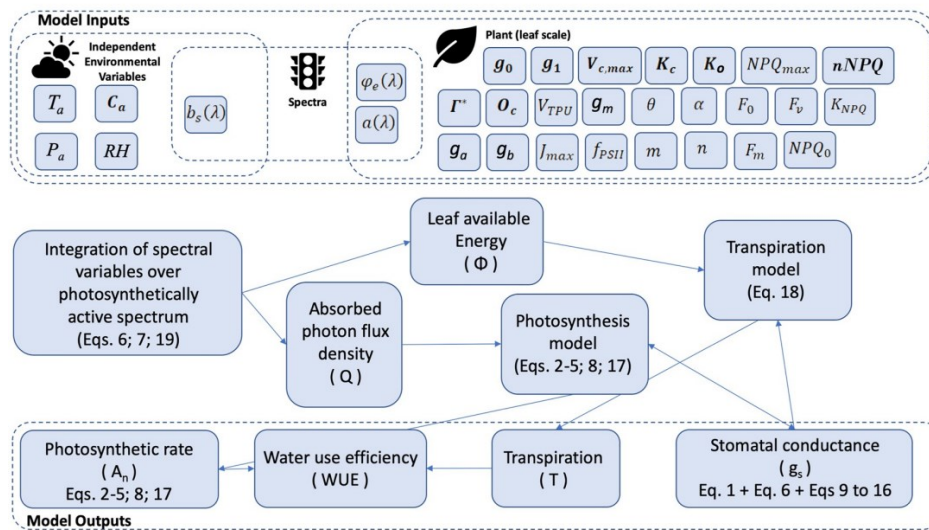 Model Inputs
Independent
Environmental
Variables
T_a
C_a
P_a
RH
b_s(λ)
Spectra
φ_e(λ)
a(λ)
Plant (leaf scale)
g_0 g_1 V_c,max K_c K_o NPQ_max nNPQ
Γ* O_c V_TPU g_m θ α F_0 F_v K_NPQ
g_a g_b J_max f_PSII m n F_m NPQ_0
Integration of spectral
variables over
photosynthetically
active spectrum
(Eqs. 6; 7; 19)
Leaf available
Energy
( Φ )
Absorbed
photon flux
density
( Q )
Photosynthesis
model
(Eqs. 2-5; 8; 17)
Transpiration
model
(Eq. 18)
Photosynthetic rate
( A_n )
Eqs. 2-5; 8; 17
Water use efficiency
(WUE)
Transpiration
( T )
Stomatal conductance
( g_s )
Eq. 1 + Eq. 6 + Eqs 9 to 16
Model Outputs